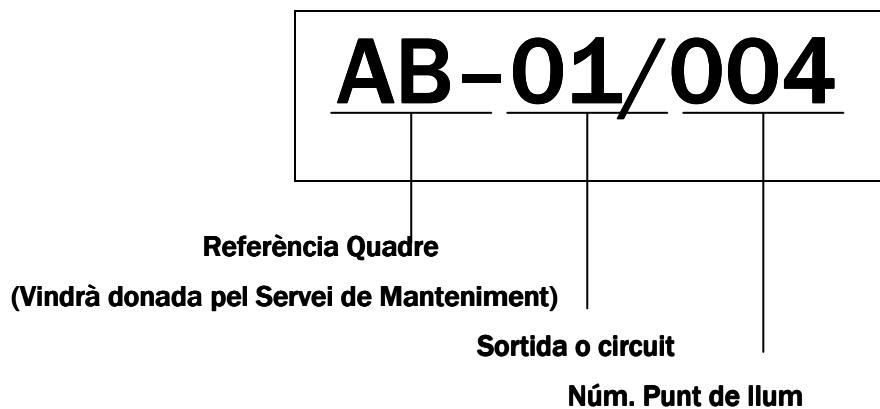 AB–01/004
Referència Quadre
(Vindrà donada pel Servei de Manteniment)
Sortida o circuit
Núm. Punt de llum